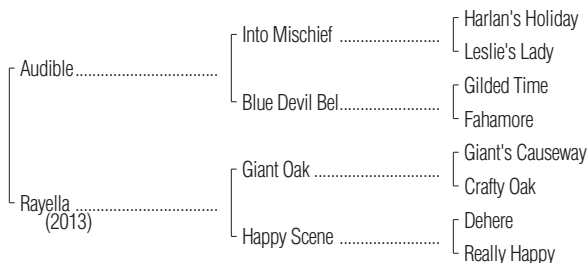 Harlan's Holiday
Into Mischief ....................
Leslie's Lady
Audible............................
Gilded Time
Blue Devil Bel....................
Fahamore
Giant's Causeway
Giant Oak .........................
Crafty Oak
Rayella ............................
(2013)
Dehere
Happy Scene ....................
Really Happy